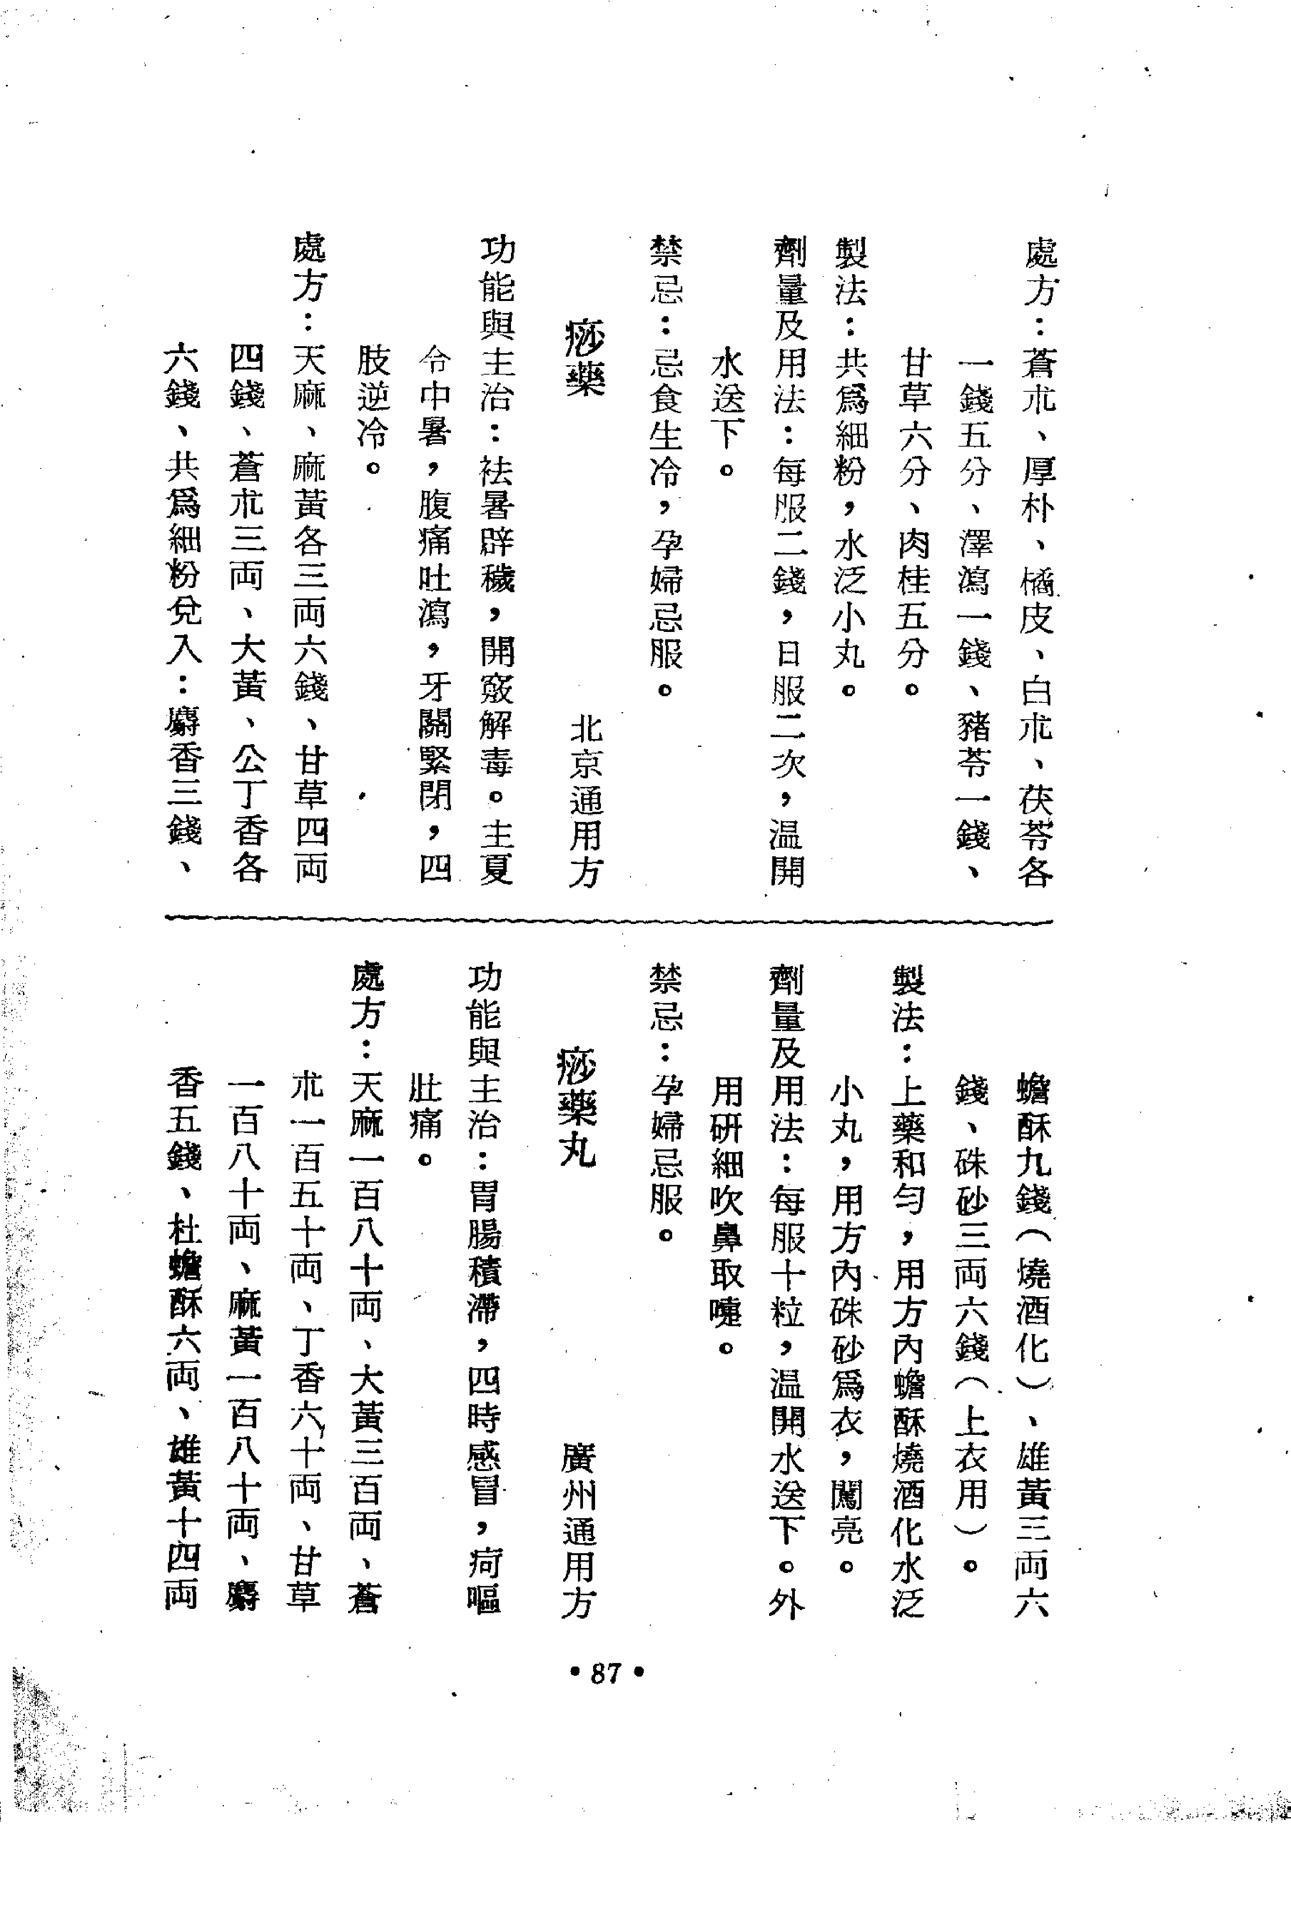 處方：蒼朮、厚朴、橘皮、白朮、茯苓各
一錢五分、澤瀉一錢、豬苓一錢、
甘草六分、肉桂五分。
製法：共爲細粉，水泛小丸。
劑量及用法：每服二錢，日服二次，温開
水送下。
禁忌：忌食生冷，孕婦忌服。
痧藥　北京通用方
功能與主治：祛暑辟穢，開竅解毒。主夏
令中暑，腹痛吐瀉，牙關緊閉，四
肢逆冷。
處方：天麻、麻黃各三両六錢、甘草四両
四錢、蒼朮三両、大黃、公丁香各
六錢、共爲細粉兌入：麝香三錢、
蟾酥九錢（燒酒化）、雄黃三両六
錢、硃砂三両六錢（上衣用）。
製法：上藥和勻，用方內蟾酥燒酒化水泛
小丸，用方內硃砂爲衣，闖亮。
劑量及用法：每服十粒，温開水送下。外
用研細吹鼻取嚏。
禁忌：孕婦忌服。
痧藥丸　廣州通用方
功能與主治：胃腸積滯，四時感冒，疴嘔
肚痛。
處方：天麻一百八十両、大黃三百両、蒼
朮一百五十両、丁香六十両、甘草
一百八十両、麻黃一百八十両、麝
香五錢、杜蟾酥六両、雄黃十四両
•87•